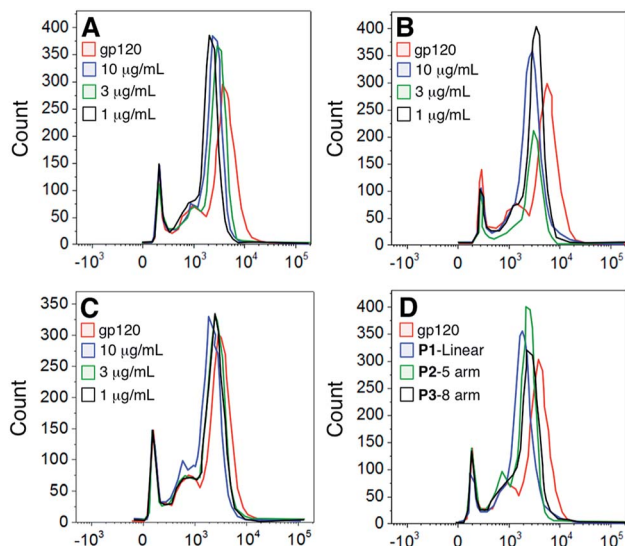 A
gp120
10 µg/mL
3 µg/mL
1 µg/mL
Count
400
350
300
250
200
150
100
50
0
-10³ 0 10³ 10⁴ 10⁵
B
gp120
10 µg/mL
3 µg/mL
1 µg/mL
Count
400
350
300
250
200
150
100
50
0
-10³ 0 10³ 10⁴ 10⁵
C
gp120
10 µg/mL
3 µg/mL
1 µg/mL
Count
350
300
250
200
150
100
50
0
-10³ 0 10³ 10⁴ 10⁵
D
gp120
P1-Linear
P2-5 arm
P3-8 arm
Count
400
350
300
250
200
150
100
50
0
-10³ 0 10³ 10⁴ 10⁵